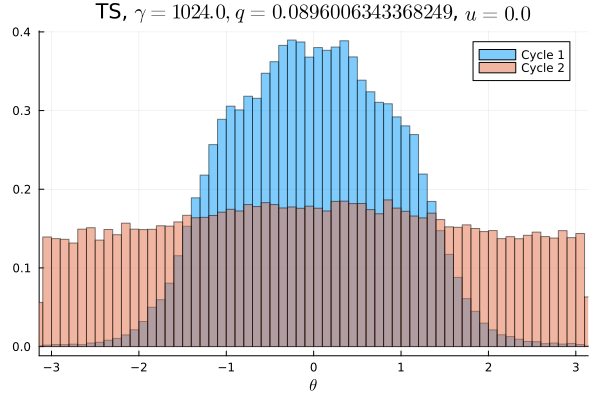 TS, γ = 1024.0, q = 0.0896006343368249, u = 0.0
Cycle 1
Cycle 2
0.4
0.3
0.2
0.1
0.0
−3 −2 −1 0 1 2 3
θ